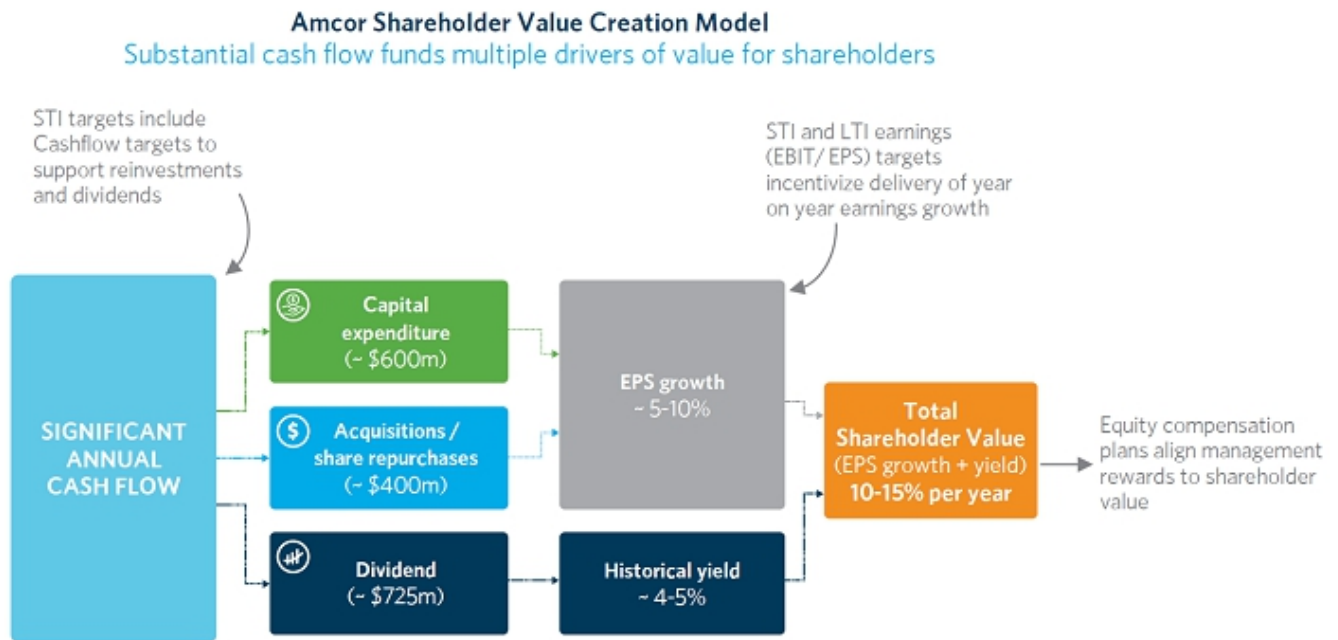 Amcor Shareholder Value Creation Model
Substantial cash flow funds multiple drivers of value for shareholders
STI targets include
Cashflow targets to
support reinvestments
and dividends
STI and LTI earnings
(EBIT/ EPS) targets
incentivize delivery of year
on year earnings growth
SIGNIFICANT
ANNUAL
CASH FLOW
Capital
expenditure
(~ $600m)
$
Acquisitions /
share repurchases
(~ $400m)
Dividend
(~ $725m)
EPS growth
~ 5-10%
Historical yield
~ 4-5%
Total
Shareholder Value
(EPS growth + yield)
10-15% per year
Equity compensation
plans align management
rewards to shareholder
value